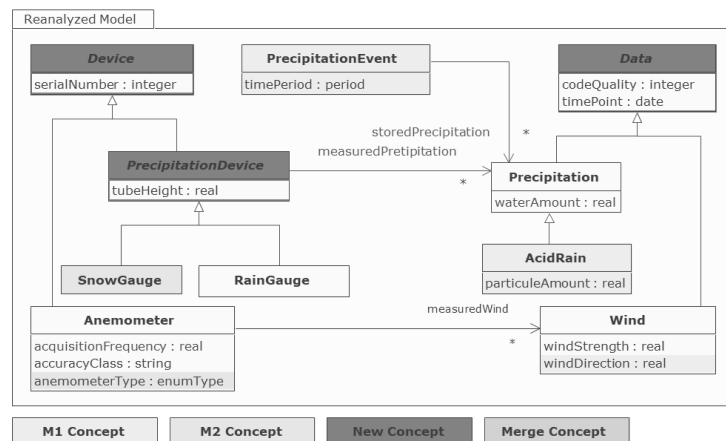 Reanalyzed Model
Device
serialNumber : integer
PrecipitationEvent
timePeriod : period
Data
codeQuality : integer
timePoint : date
storedPrecipitation
*
measuredPretipitation
*
PrecipitationDevice
tubeHeight : real
Precipitation
waterAmount : real
SnowGauge
RainGauge
AcidRain
particuleAmount : real
Anemometer
acquisitionFrequency : real
accuracyClass : string
anemometerType : enumType
measuredWind
*
Wind
windStrength : real
windDirection : real
M1 Concept
M2 Concept
New Concept
Merge Concept